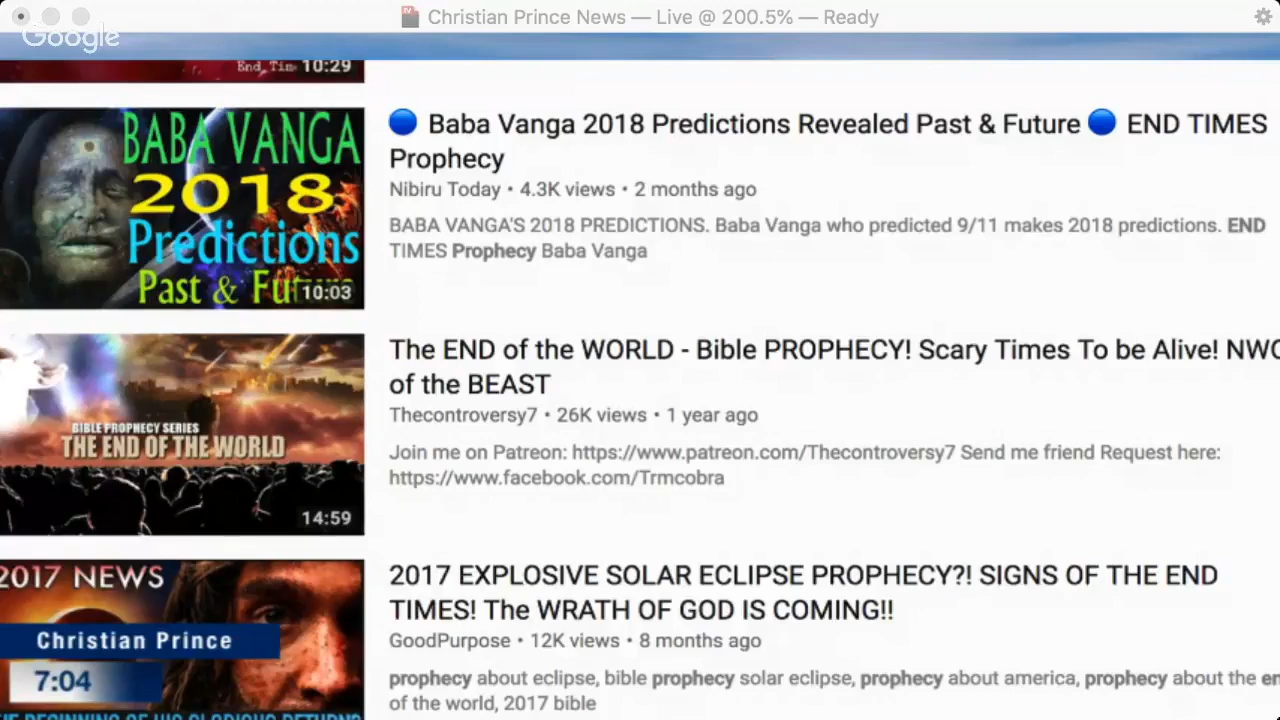 Christian Prince News — Live @ 200.5% — Ready
Google
End Tim
10:29
BABA VANGA
2018
Predictions
Past & Fut
10:03
🔵 Baba Vanga 2018 Predictions Revealed Past & Future 🔵 END TIMES
Prophecy
Nibiru Today • 4.3K views • 2 months ago
BABA VANGA'S 2018 PREDICTIONS. Baba Vanga who predicted 9/11 makes 2018 predictions. END
TIMES Prophecy Baba Vanga
BIBLE PROPHECY SERIES
THE END OF THE WORLD
14:59
The END of the WORLD - Bible PROPHECY! Scary Times To be Alive! NWO
of the BEAST
Thecontroversy7 • 26K views • 1 year ago
Join me on Patreon: https://www.patreon.com/Thecontroversy7 Send me friend Request here:
https://www.facebook.com/Trmcobra
2017 NEWS
Christian Prince
7:04
THE BEGINNING OF HIS GLORIOUS RETURN
2017 EXPLOSIVE SOLAR ECLIPSE PROPHECY?! SIGNS OF THE END
TIMES! The WRATH OF GOD IS COMING!!
GoodPurpose • 12K views • 8 months ago
prophecy about eclipse, bible prophecy solar eclipse, prophecy about america, prophecy about the en
of the world, 2017 bible